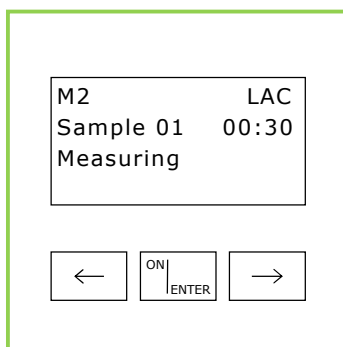 M2 LAC
Sample 01 00:30
Measuring
← ON ENTER →